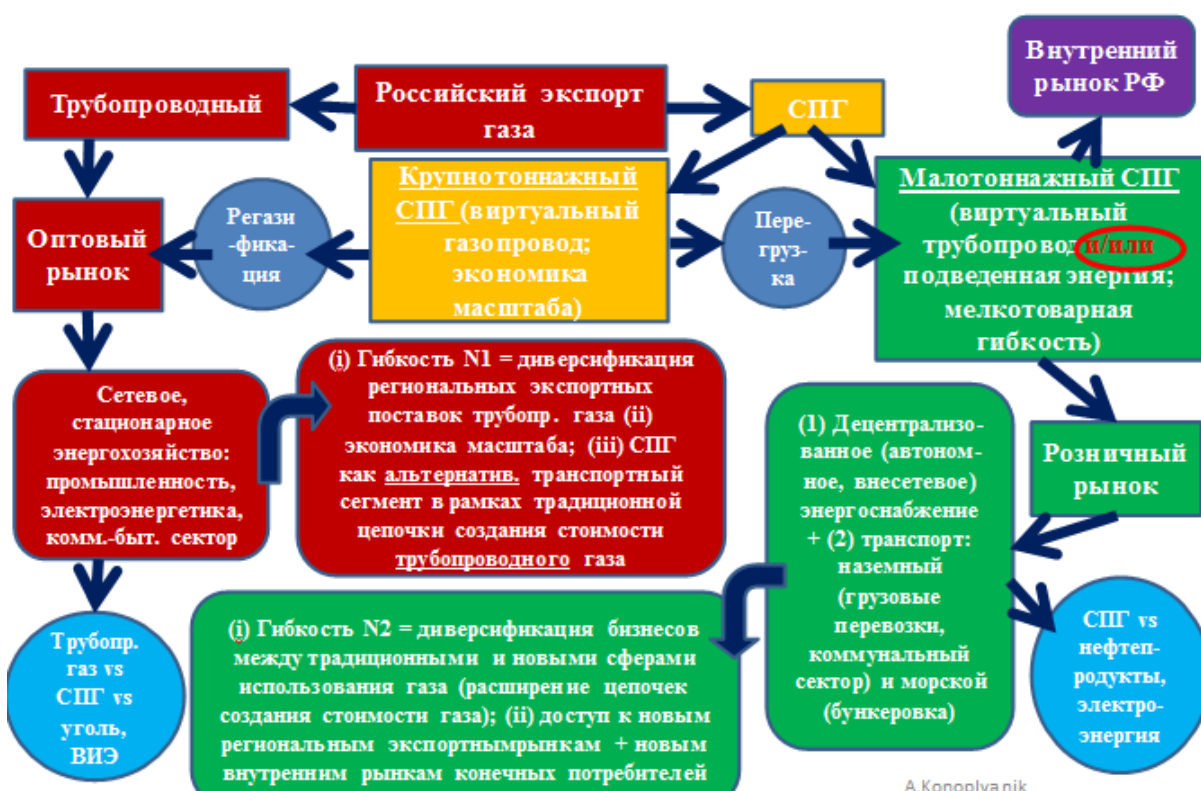 Внутренний
рынок РФ
Трубопроводный
Российский экспорт
газа
СПГ
Крупнотоннажный
СПГ (виртуальный
газопровод;
экономика
масштаба)
Малотоннажный СПГ
(виртуальный
трубопровод и/или
подведенная энергия;
мелкотоварная
гибкость)
Оптовый
рынок
Регази
-фика-
ция
Пере-
груз-
ка
Сетевое,
стационарное
энергохозяйство:
промышленность,
электроэнергетика,
комм.-быт. сектор
(i) Гибкость N1 = диверсификация
региональных экспортных
поставок трубопр. газа (ii)
экономика масштаба; (iii) СПГ
как альтернатив. транспортный
сегмент в рамках традиционной
цепочки создания стоимости
трубопроводного газа
(1) Децентрализо-
ванное (автоном-
ное, внесетевое)
энергоснабжение
+ (2) транспорт:
наземный
(грузовые
перевозки,
коммунальный
сектор) и морской
(бункеровка)
Розничный
рынок
Трубопр.
газ vs
СПГ vs
уголь,
ВИЭ
(i) Гибкость N2 = диверсификация бизнесов
между традиционными и новыми сферами
использования газа (расширение цепочек
создания стоимости газа); (ii) доступ к новым
региональным экспортнымрынкам + новым
внутренним рынкам конечных потребителей
СПГ vs
нефтеп-
родукты,
электро-
энергия
A.Konoplyanik